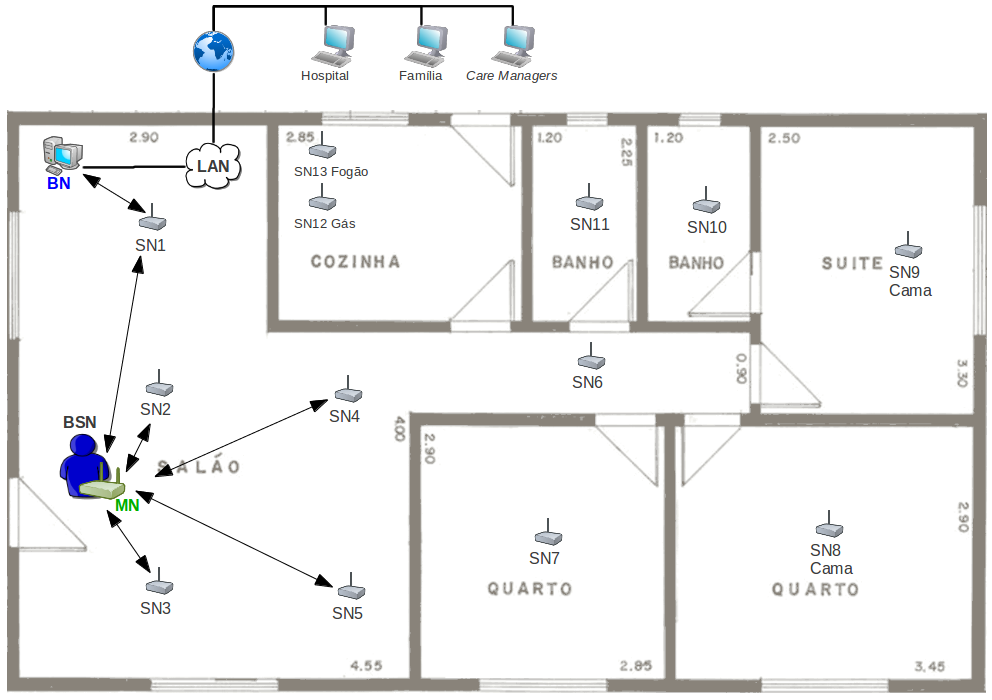 Hospital
Família
Care Managers
LAN
BN
2.90
2.85
SN13 Fogão
SN12 Gás
COZINHA
1.20
2.25
SN11
BANHO
1.20
SN10
BANHO
2.50
SUITE
SN9
Cama
3.30
SN1
SN2
BSN
MN
SALÃO
SN4
4.00
SN6
0.90
SN3
SN5
4.55
2.90
SN7
QUARTO
2.85
SN8
Cama
QUARTO
2.90
3.45